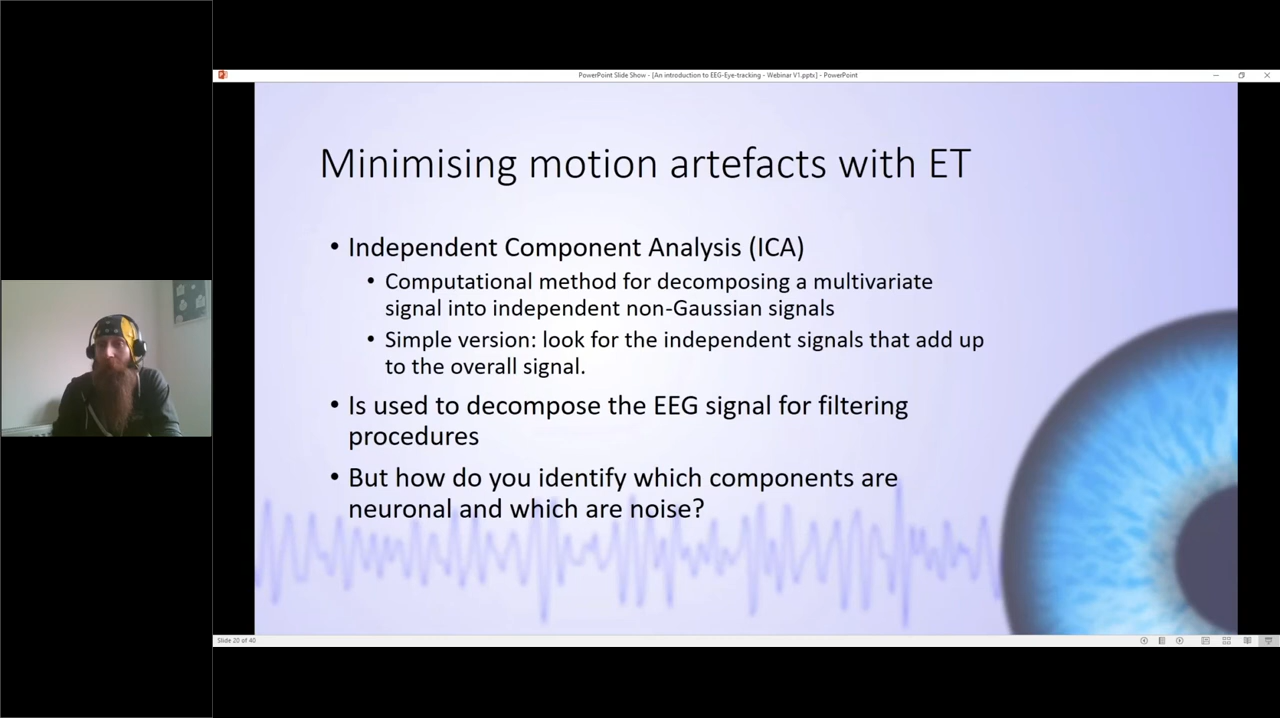 PowerPoint Slide Show - [An introduction to EEG-Eye-tracking - Webinar V1.pptx] - PowerPoint
Minimising motion artefacts with ET
• Independent Component Analysis (ICA)
• Computational method for decomposing a multivariate
signal into independent non-Gaussian signals
• Simple version: look for the independent signals that add up
to the overall signal.
• Is used to decompose the EEG signal for filtering
procedures
• But how do you identify which components are
neuronal and which are noise?
Slide 20 of 40